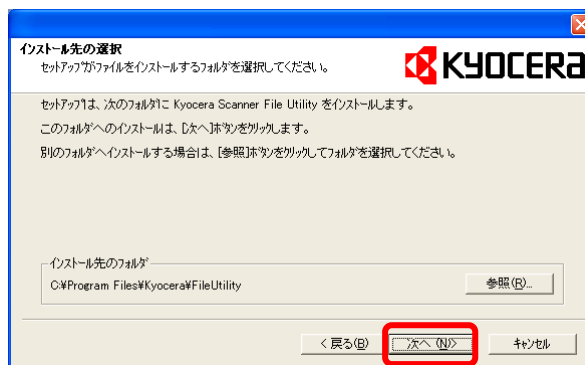 インストール先の選択
セットアップがファイルをインストールするフォルダを選択してください。
KYOCERA
セットアップは、次のフォルダに Kyocera Scanner File Utility をインストールします。
このフォルダへのインストールは、[次へ]ボタンをクリックします。
別のフォルダへインストールする場合は、[参照]ボタンをクリックしてフォルダを選択してください。
インストール先のフォルダ
C:¥Program Files¥Kyocera¥FileUtility
参照(R)...
< 戻る(B)
次へ (N)>
キャンセル